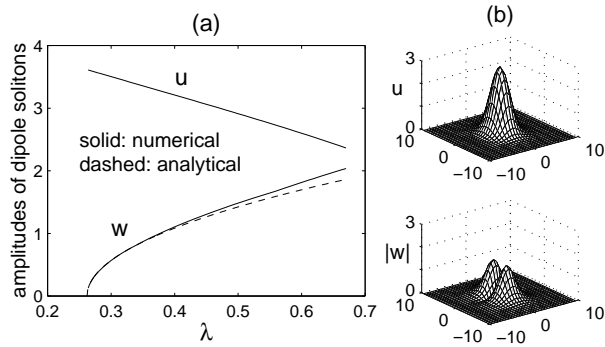 (a)
amplitudes of dipole solitons
4
3
2
1
0
u
solid: numerical
dashed: analytical
w
0.2 0.3 0.4 0.5 0.6 0.7
λ
(b)
3
u
0
10
0
−10
−10
0
10
3
|w|
0
10
0
−10
−10
0
10